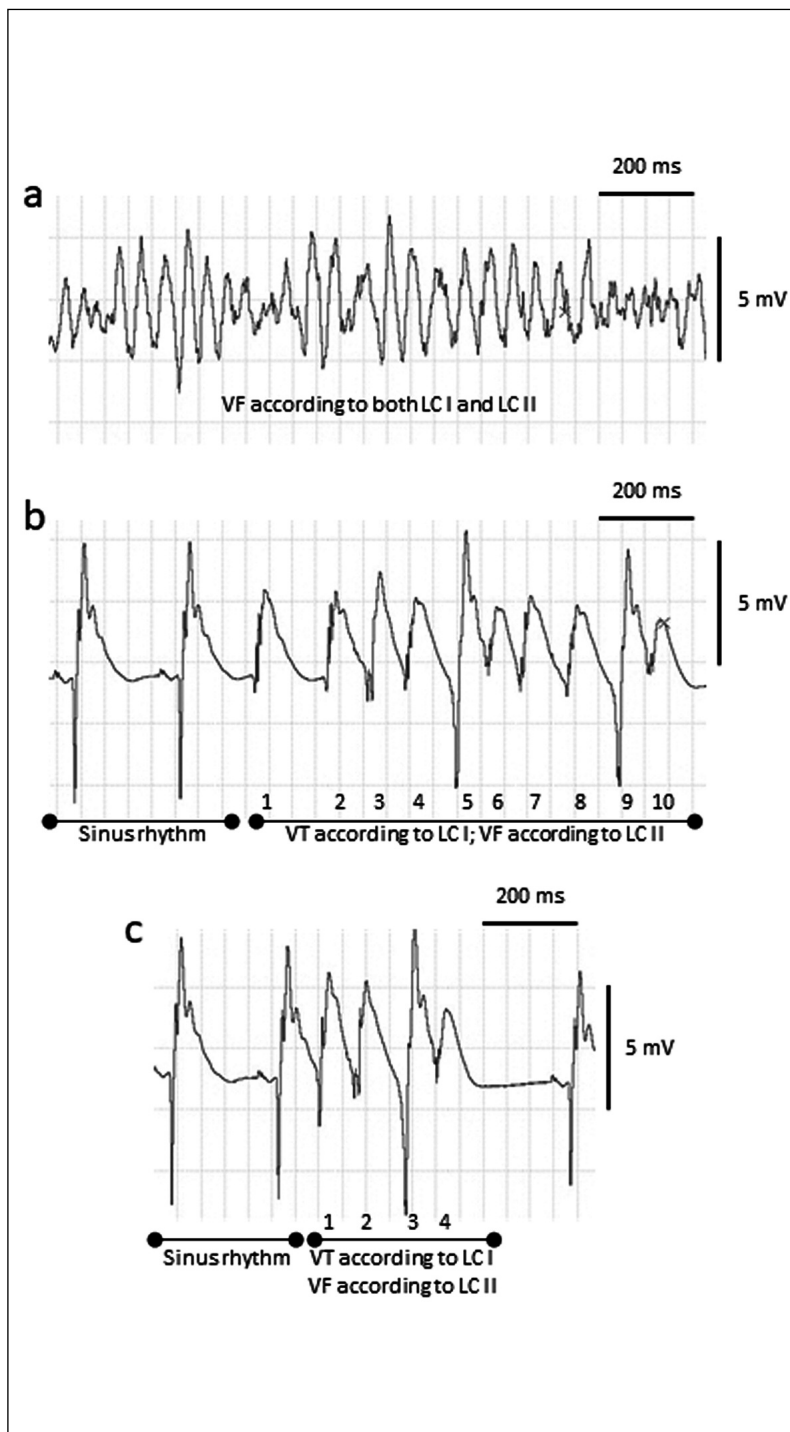 200 ms
a
5 mV
VF according to both LC I and LC II
200 ms
b
5 mV
1 2 3 4 5 6 7 8 9 10
Sinus rhythm VT according to LC I; VF according to LC II
200 ms
c
5 mV
1 2 3 4
Sinus rhythm VT according to LC I
VF according to LC II